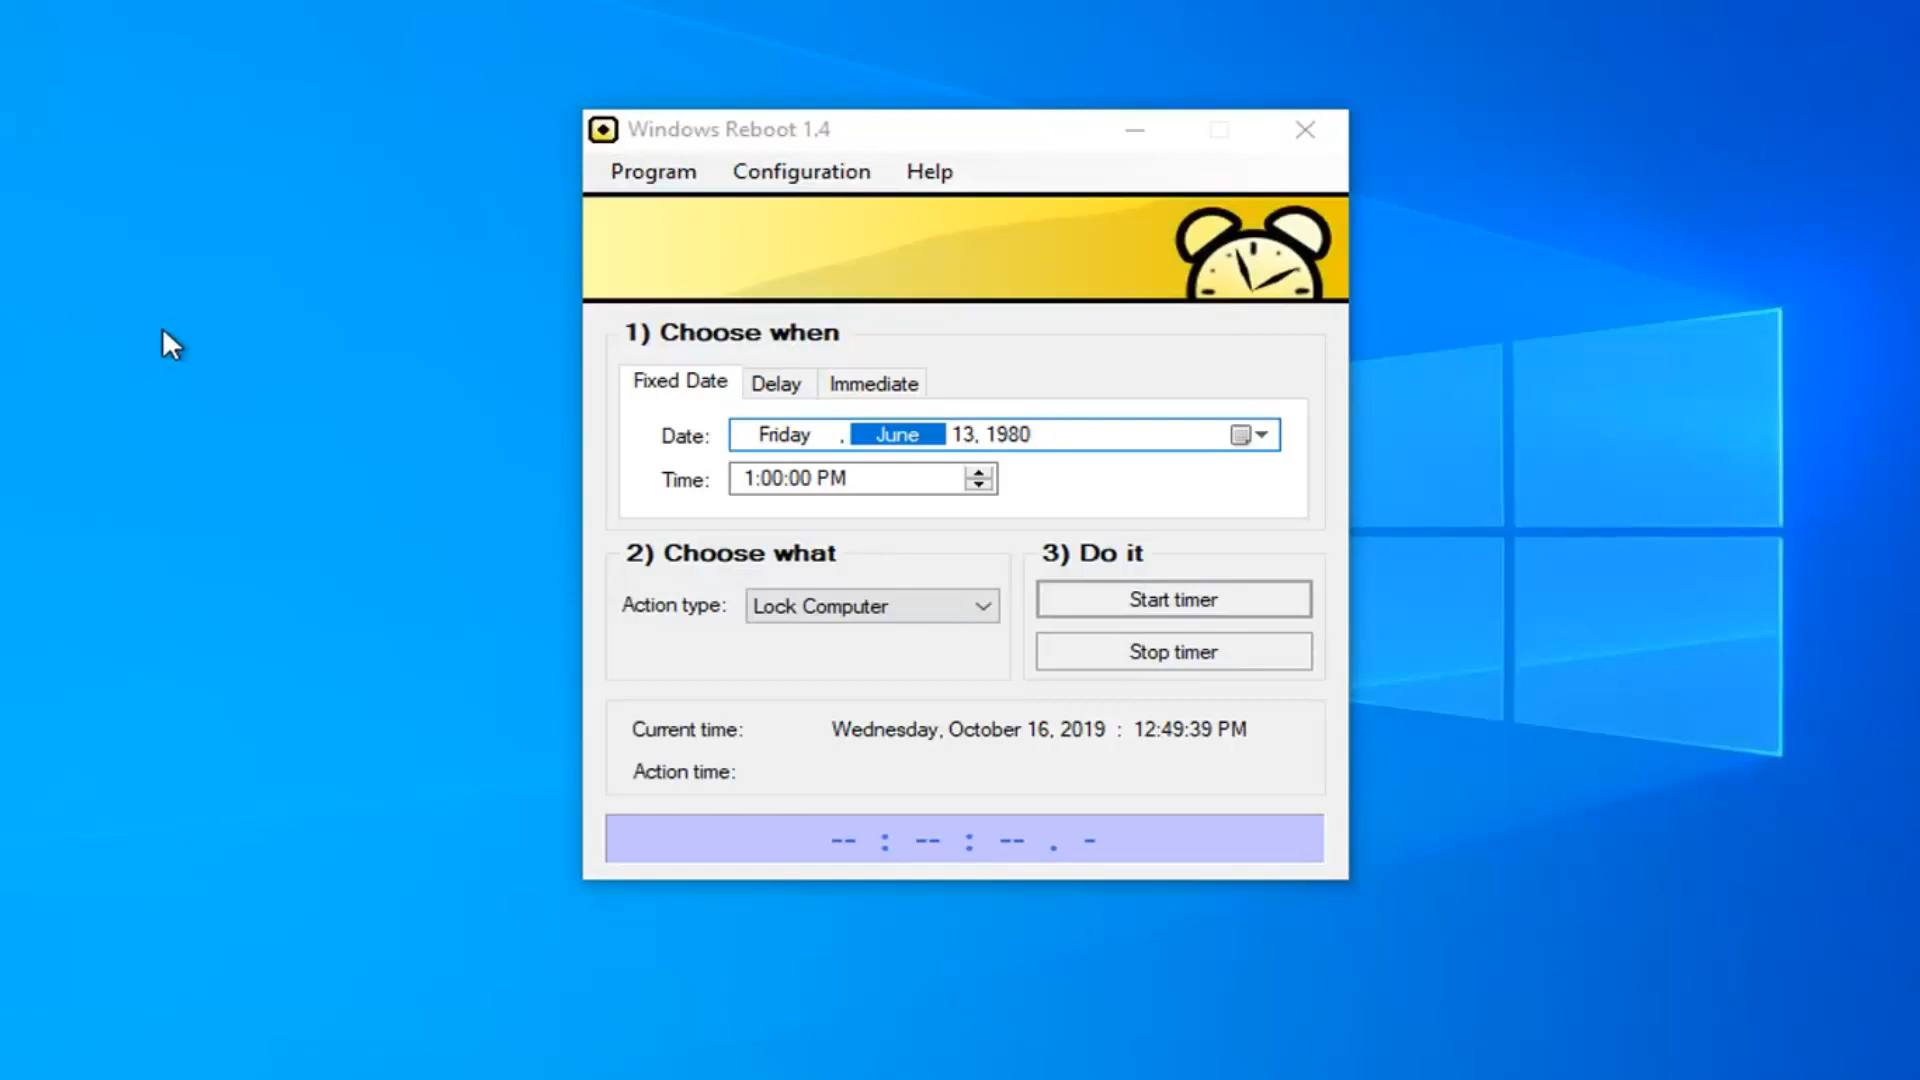 Windows Reboot 1.4
Program Configuration Help
1) Choose when
Fixed Date Delay Immediate
Date: Friday , June 13, 1980
Time: 1:00:00 PM
2) Choose what
Action type: Lock Computer
3) Do it
Start timer
Stop timer
Current time: Wednesday, October 16, 2019 : 12:49:39 PM
Action time:
-- : -- : -- . -